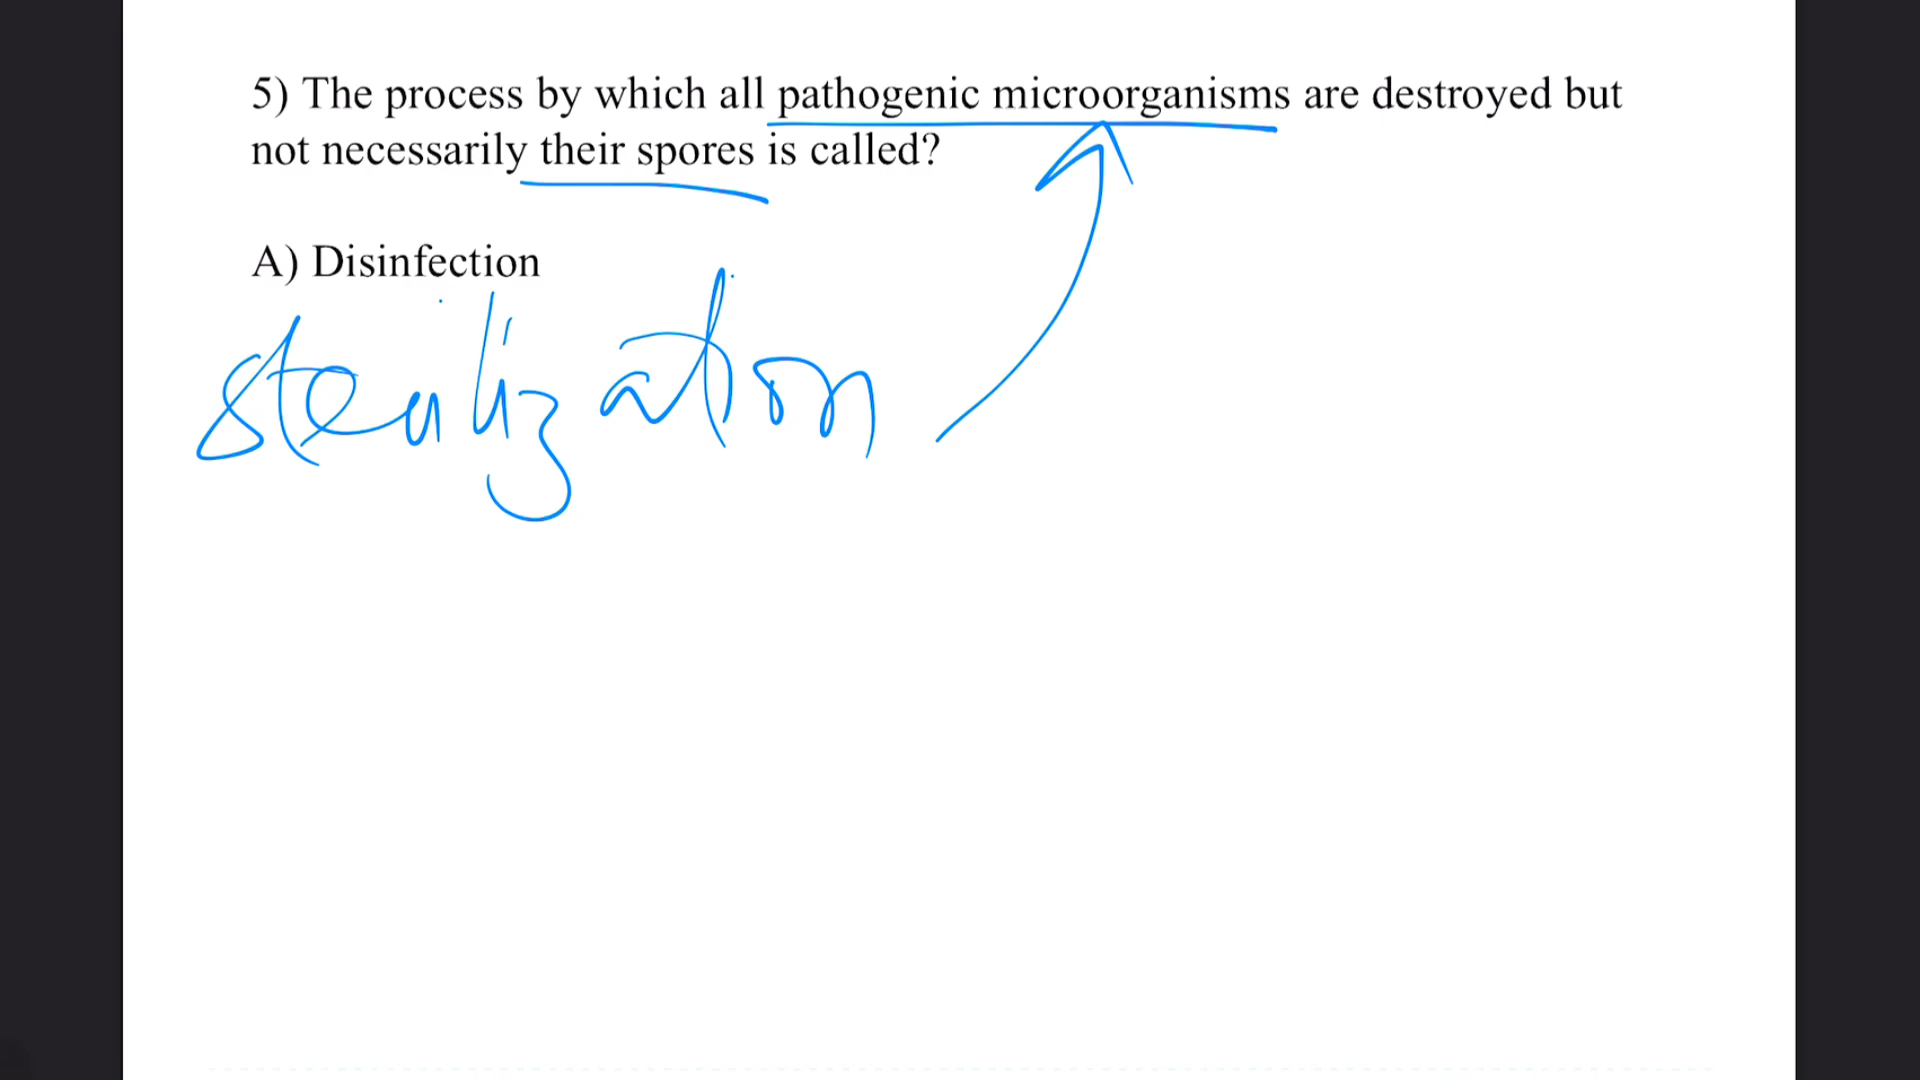 5) The process by which all pathogenic microorganisms are destroyed but
not necessarily their spores is called?
A) Disinfection
sterilization